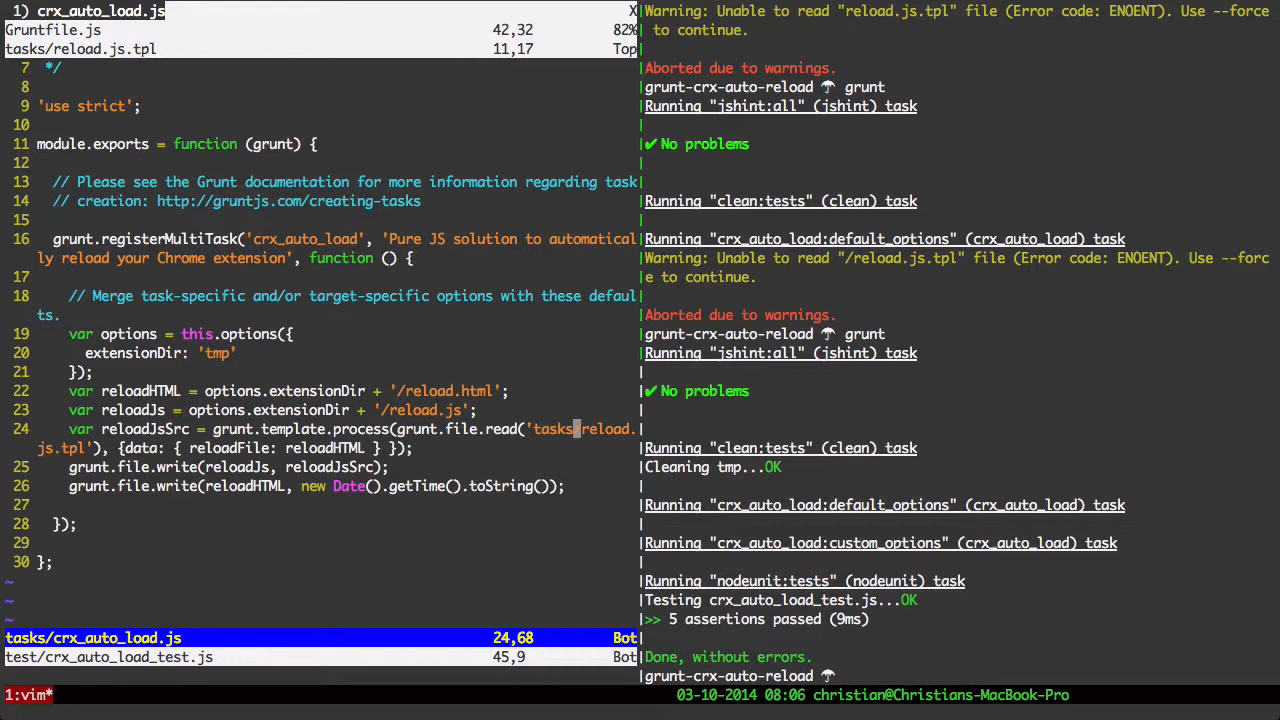 1) crx_auto_load.js X
Gruntfile.js 42,32 82%
tasks/reload.js.tpl 11,17 Top
7 */
8
9 'use strict';
10
11 module.exports = function (grunt) {
12
13 // Please see the Grunt documentation for more information regarding task
14 // creation: http://gruntjs.com/creating-tasks
15
16 grunt.registerMultiTask('crx_auto_load', 'Pure JS solution to automatical
ly reload your Chrome extension', function () {
17
18 // Merge task-specific and/or target-specific options with these defaul
ts.
19 var options = this.options({
20 extensionDir: 'tmp'
21 });
22 var reloadHTML = options.extensionDir + '/reload.html';
23 var reloadJs = options.extensionDir + '/reload.js';
24 var reloadJsSrc = grunt.template.process(grunt.file.read('tasks/reload.
js.tpl'), {data: { reloadFile: reloadHTML } });
25 grunt.file.write(reloadJs, reloadJsSrc);
26 grunt.file.write(reloadHTML, new Date().getTime().toString());
27
28 });
29
30 };
~
~
~
tasks/crx_auto_load.js 24,68 Bot
test/crx_auto_load_test.js 45,9 Bot
Warning: Unable to read "reload.js.tpl" file (Error code: ENOENT). Use --force
to continue.
Aborted due to warnings.
grunt-crx-auto-reload ☂ grunt
Running "jshint:all" (jshint) task
✔ No problems
Running "clean:tests" (clean) task
Running "crx_auto_load:default_options" (crx_auto_load) task
Warning: Unable to read "/reload.js.tpl" file (Error code: ENOENT). Use --forc
e to continue.
Aborted due to warnings.
grunt-crx-auto-reload ☂ grunt
Running "jshint:all" (jshint) task
✔ No problems
Running "clean:tests" (clean) task
Cleaning tmp...OK
Running "crx_auto_load:default_options" (crx_auto_load) task
Running "crx_auto_load:custom_options" (crx_auto_load) task
Running "nodeunit:tests" (nodeunit) task
Testing crx_auto_load_test.js...OK
>> 5 assertions passed (9ms)
Done, without errors.
grunt-crx-auto-reload ☂
1:vim* 03-10-2014 08:06 christian@Christians-MacBook-Pro